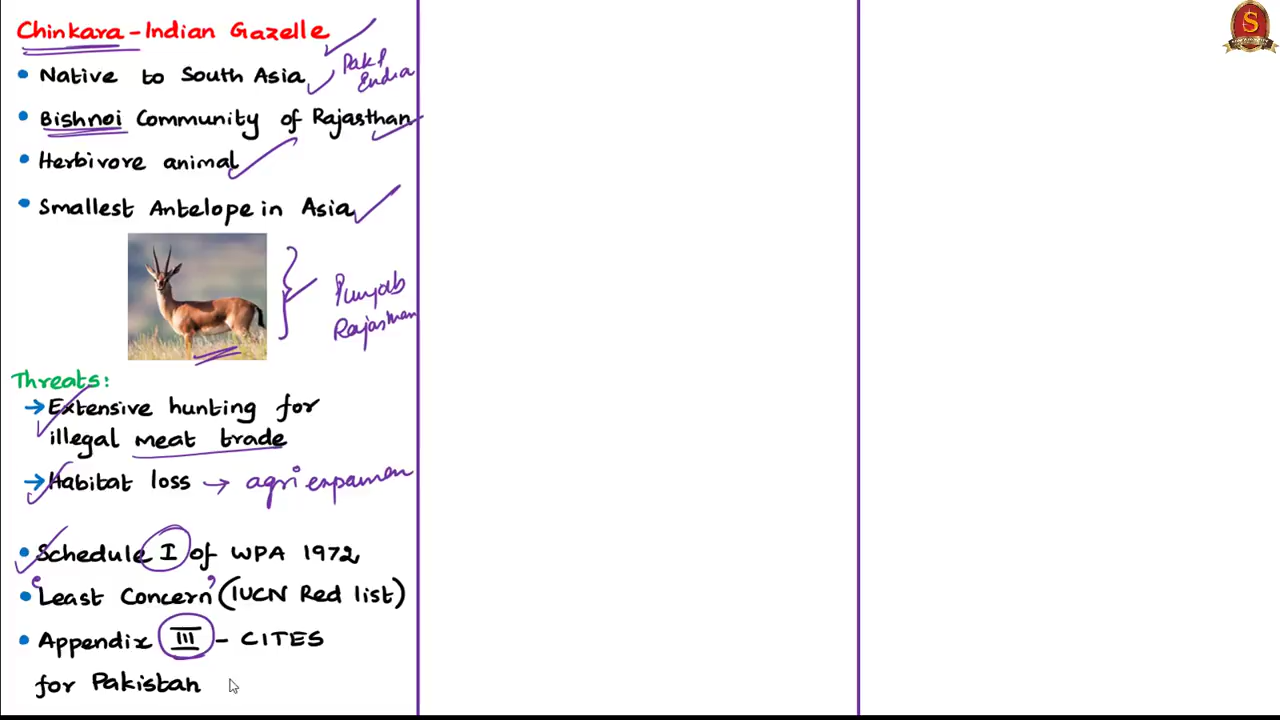 Chinkara - Indian Gazelle
Native to South Asia
Pak &
India
Bishnoi Community of Rajasthan
Herbivore animal
Smallest Antelope in Asia
Punjab
Rajasthan
Threats:
→ Extensive hunting for
illegal meat trade
→ Habitat loss → agri
Schedule I of WPA 1972
'Least Concern' (IUCN Red list)
Appendix III - CITES
for Pakistan
S